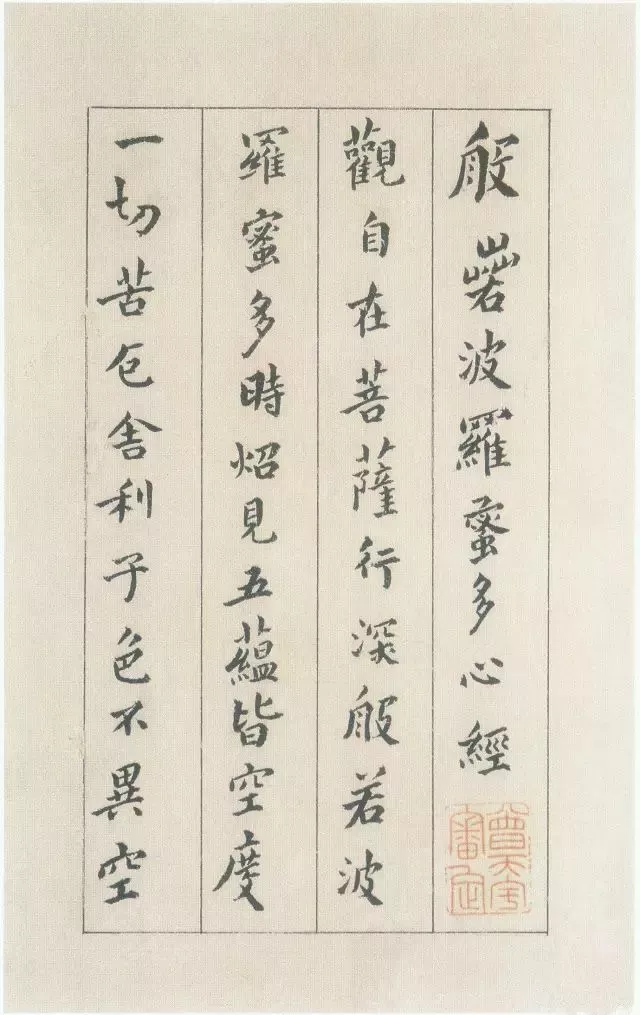 般若波羅蜜多心經
觀自在菩薩行深般若波
羅蜜多時炤見五蘊皆空度
一切苦厄舍利子色不異空